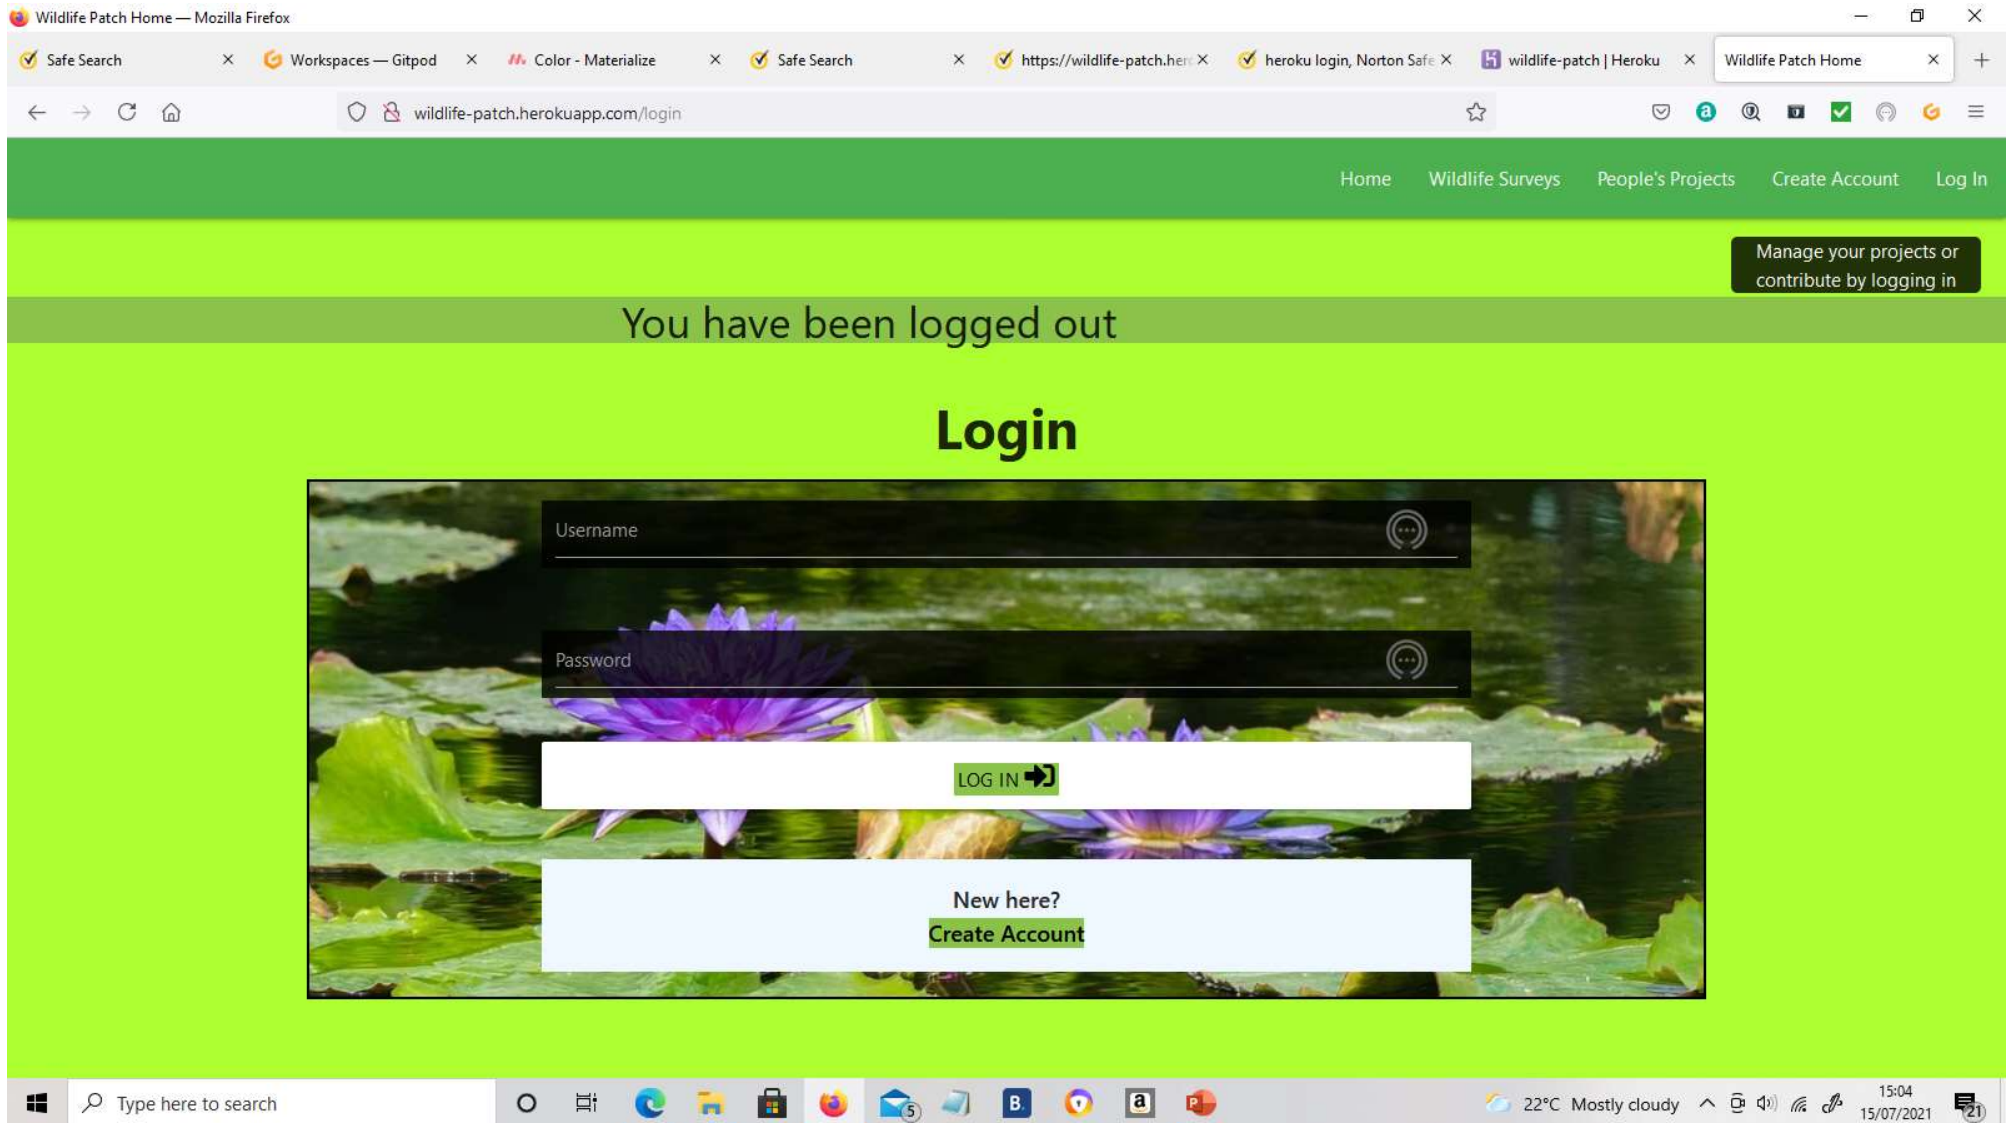 Wildlife Patch Home — Mozilla Firefox
Safe Search
Workspaces — Gitpod
Color - Materialize
Safe Search
https://wildlife-patch.her
heroku login, Norton Safe
wildlife-patch | Heroku
Wildlife Patch Home
wildlife-patch.herokuapp.com/login
Home
Wildlife Surveys
People's Projects
Create Account
Log In
Manage your projects or
contribute by logging in
You have been logged out
Login
Username
Password
LOG IN
New here?
Create Account
Type here to search
5
B.
a
22°C Mostly cloudy
15:04
15/07/2021
21